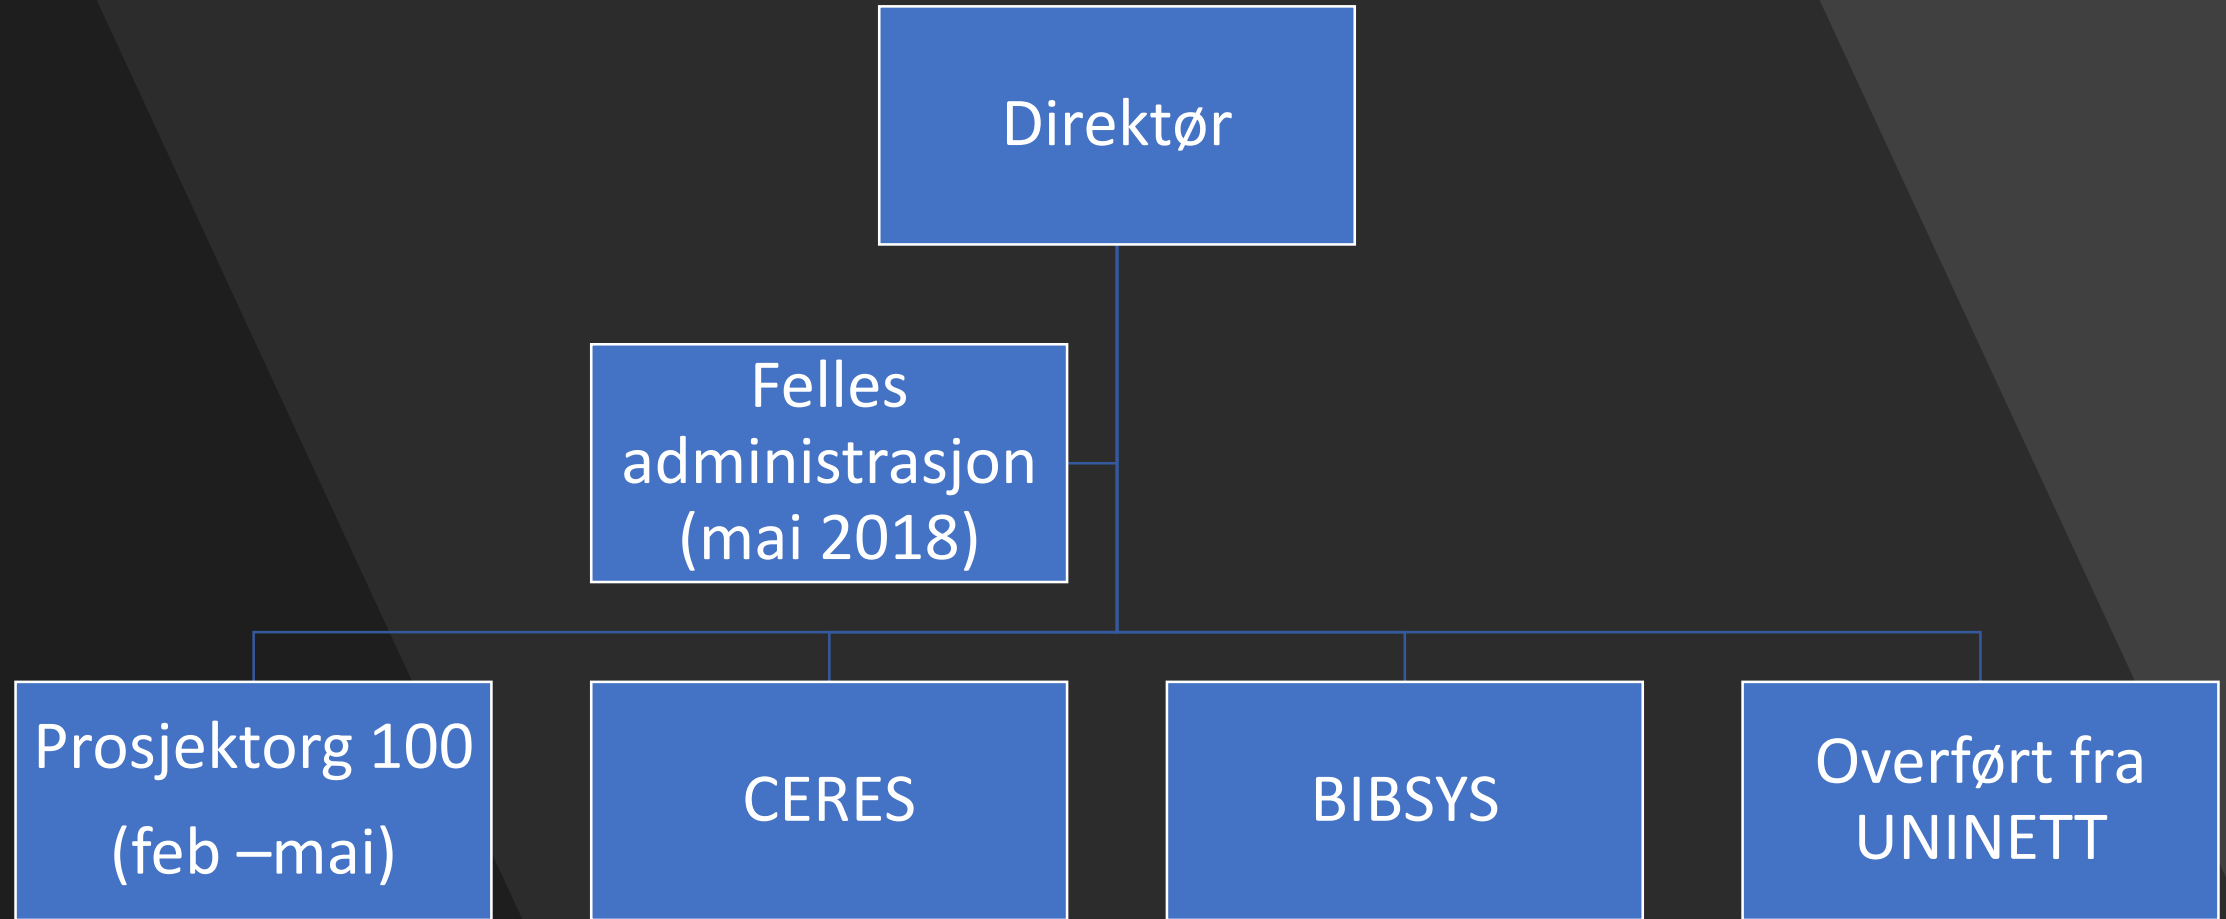 Direktør
Felles
administrasjon
(mai 2018)
Prosjektorg 100
(feb –mai)
CERES
BIBSYS
Overført fra
UNINETT